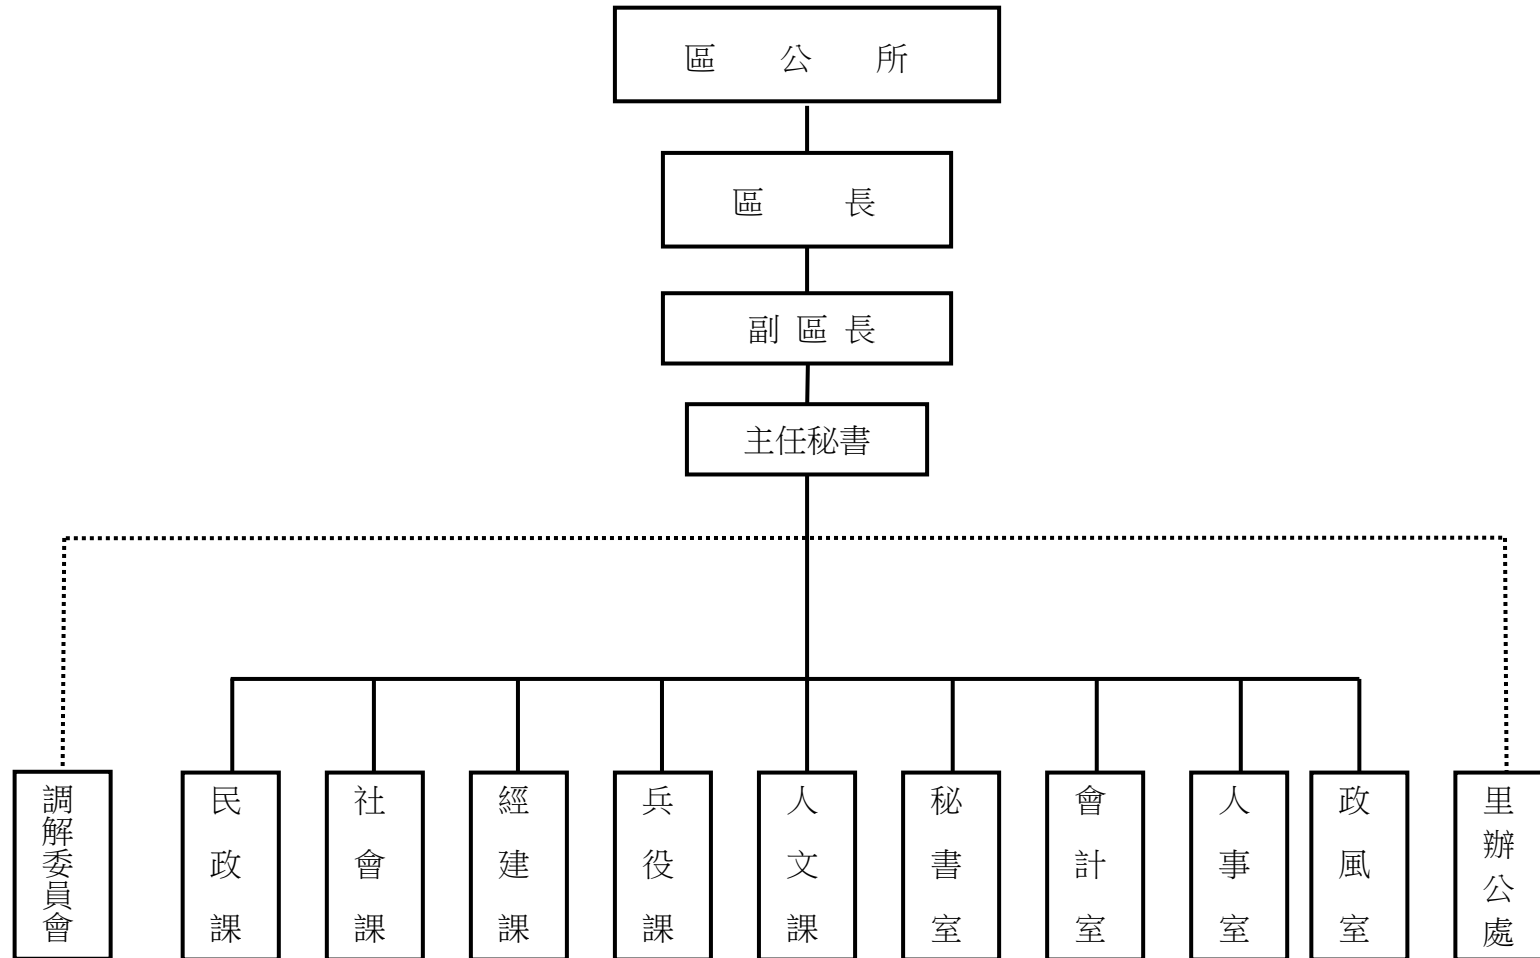 區公所
區長
副區長
主任秘書
調解委員會
民政課
社會課
經建課
兵役課
人文課
秘書室
會計室
人事室
政風室
里辦公處